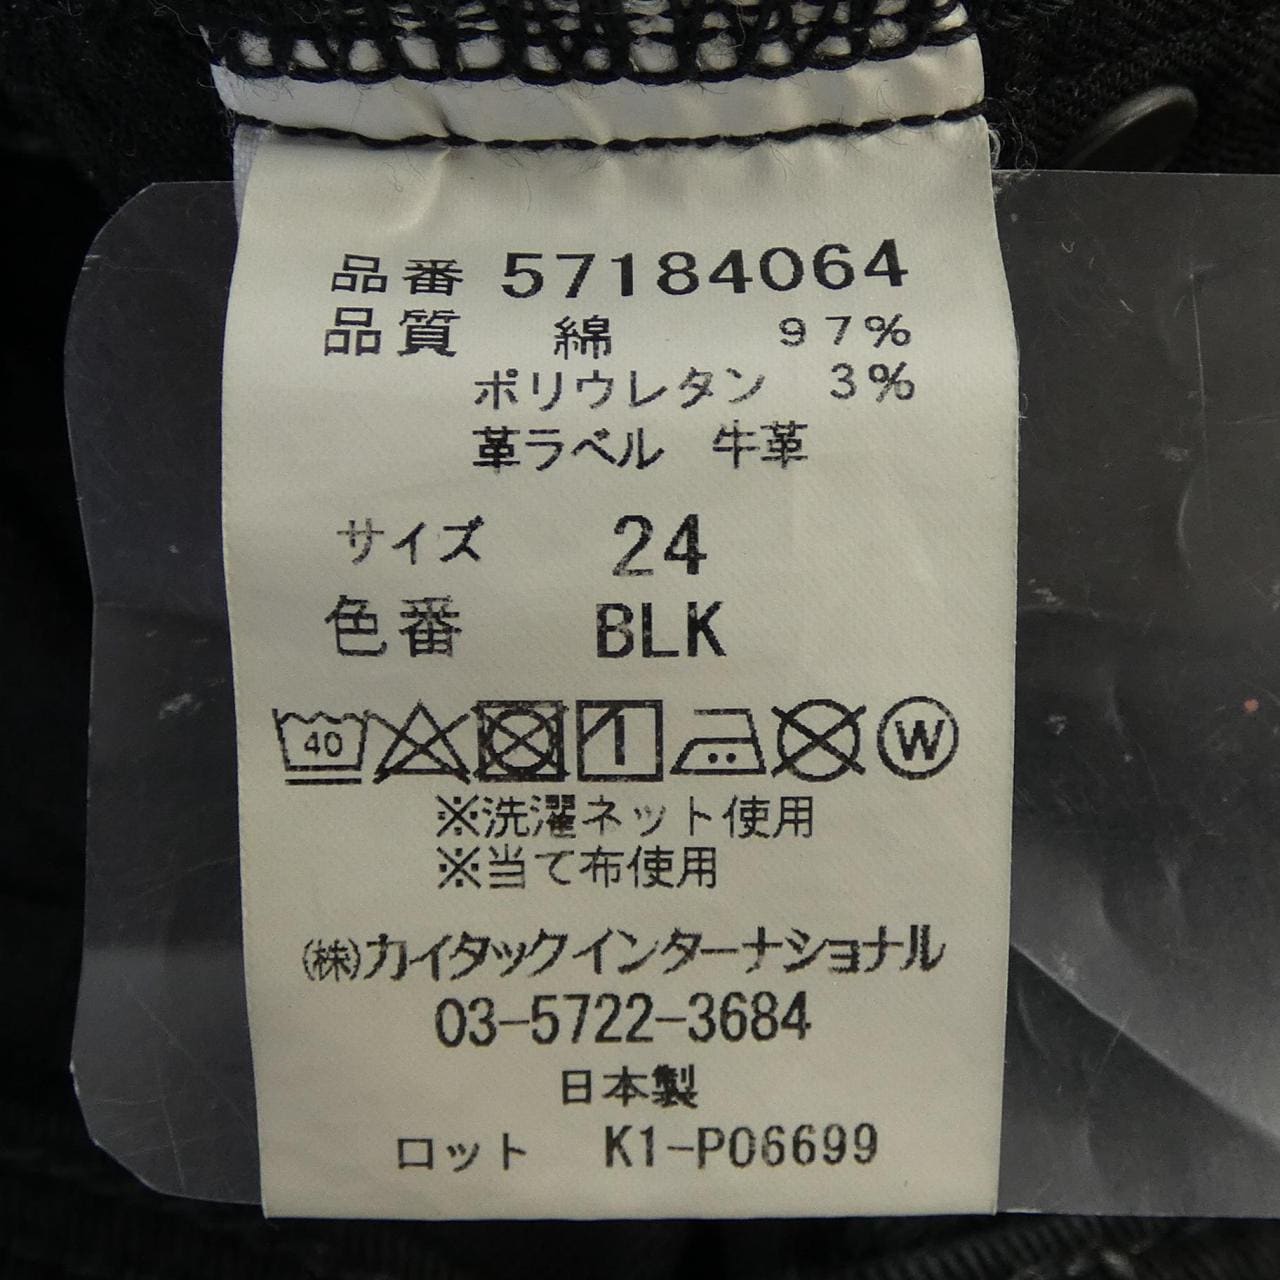 品番 57184064
品質 綿 97%
ポリウレタン 3%
革ラベル 牛革
サイズ 24
色番 BLK
40 W
※洗濯ネット使用
※当て布使用
(株)カイタックインターナショナル
03-5722-3684
日本製
ロット K1-P06699